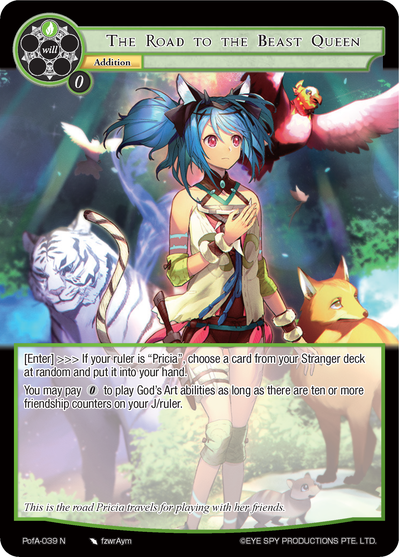 The Road to the Beast Queen
will
Addition
0
[Enter] >>> If your ruler is “Pricia”, choose a card from your Stranger deck
at random and put it into your hand.
You may pay 0 to play God's Art abilities as long as there are ten or more
friendship counters on your J/ruler.
This is the road Pricia travels for playing with her friends.
PofA-039 N fzwrAym ©EYE SPY PRODUCTIONS PTE. LTD.